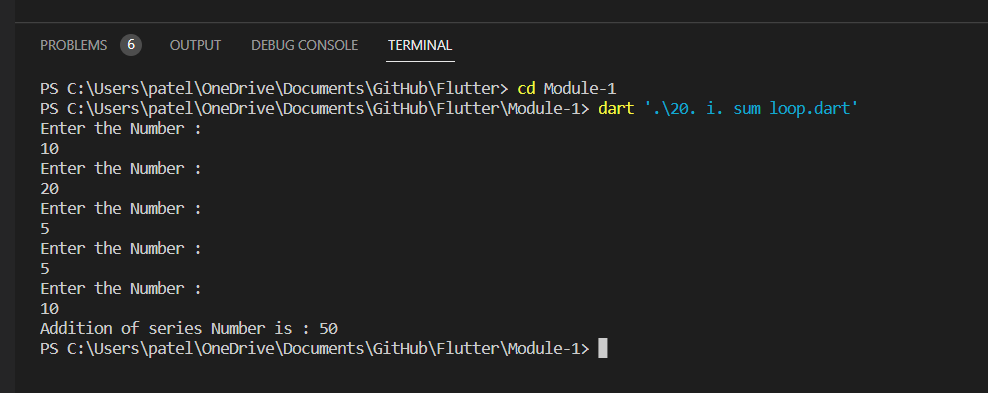 PROBLEMS 6 OUTPUT DEBUG CONSOLE TERMINAL
PS C:\Users\patel\OneDrive\Documents\GitHub\Flutter> cd Module-1
PS C:\Users\patel\OneDrive\Documents\GitHub\Flutter\Module-1> dart '.\20. i. sum loop.dart'
Enter the Number :
10
Enter the Number :
20
Enter the Number :
5
Enter the Number :
5
Enter the Number :
10
Addition of series Number is : 50
PS C:\Users\patel\OneDrive\Documents\GitHub\Flutter\Module-1>